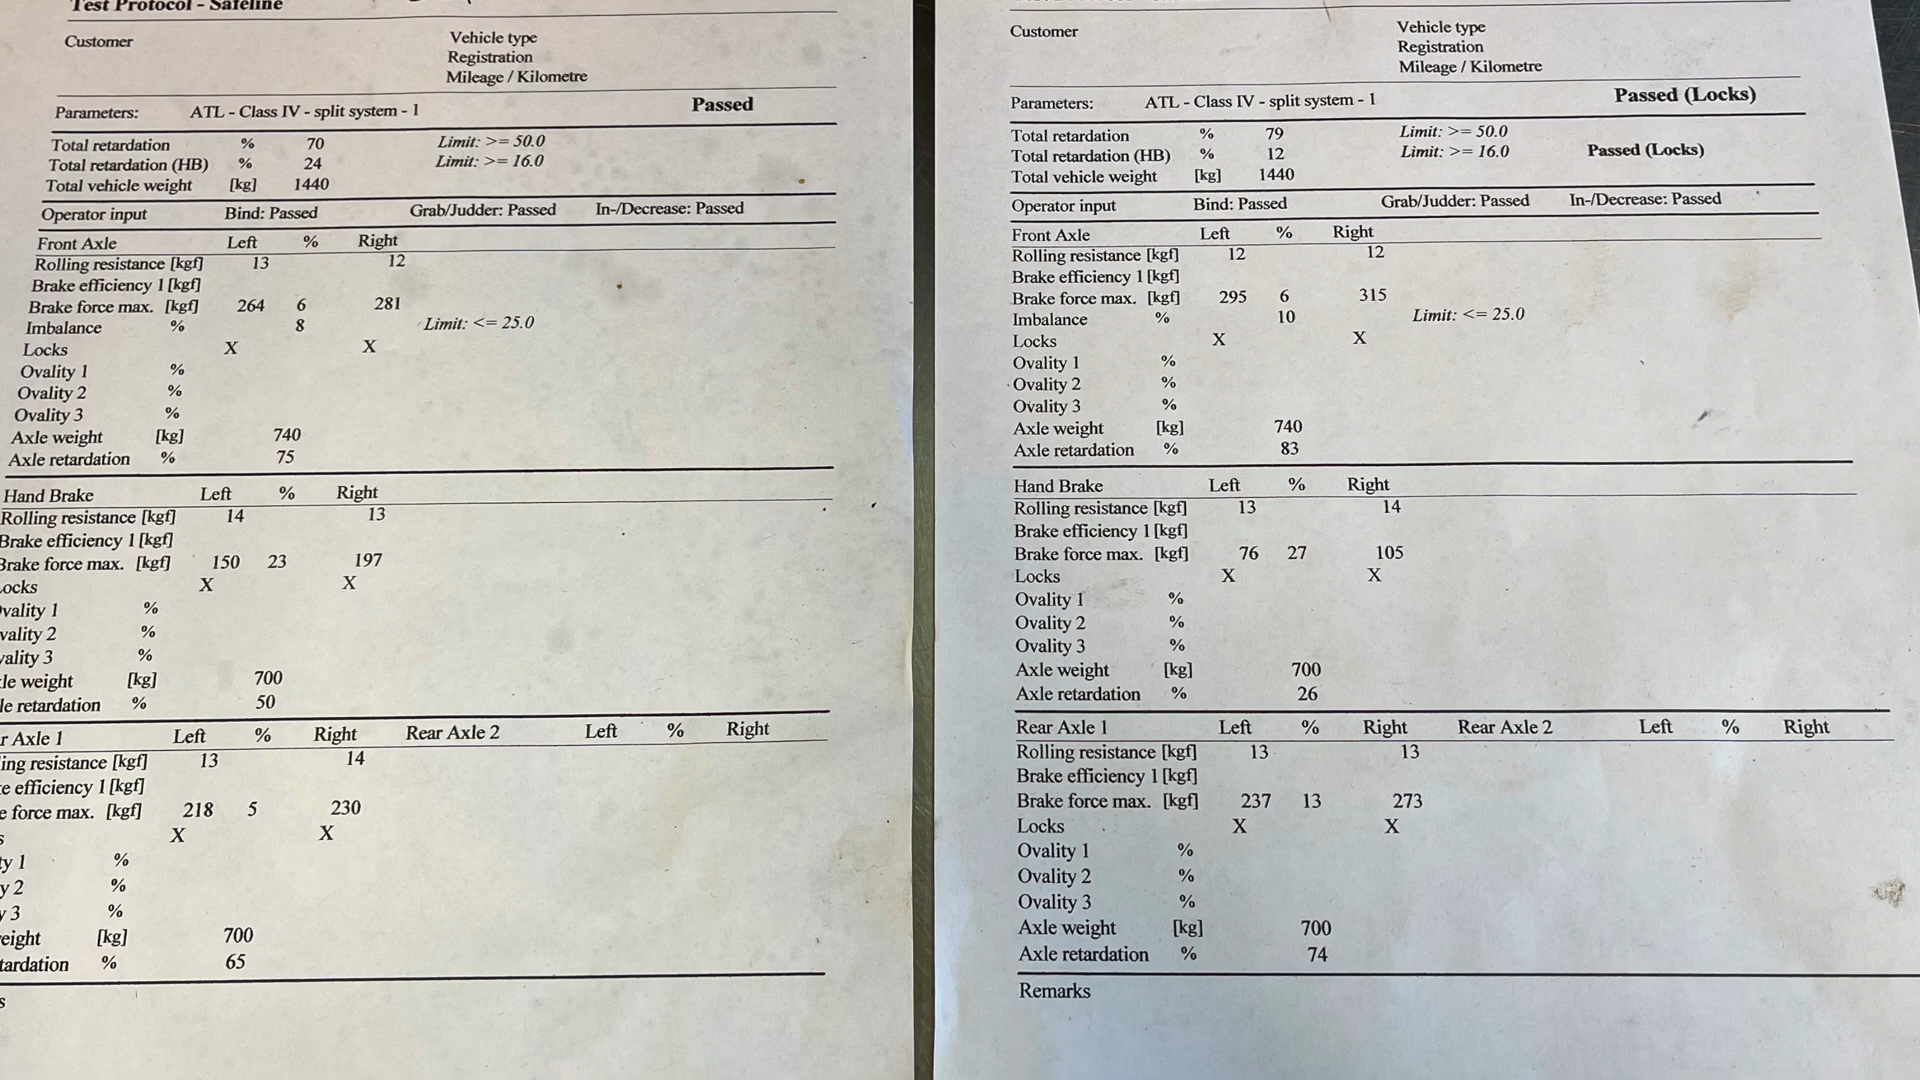 Test Protocol - Safeline
Customer
Vehicle type
Registration
Mileage / Kilometre
Parameters: ATL - Class IV - split system - 1 Passed
Total retardation % 70 Limit: >= 50.0
Total retardation (HB) % 24 Limit: >= 16.0
Total vehicle weight [kg] 1440
Operator input Bind: Passed Grab/Judder: Passed In-/Decrease: Passed
Front Axle Left % Right
Rolling resistance [kgf] 13 12
Brake efficiency 1 [kgf]
Brake force max. [kgf] 264 6 281
Imbalance % 8 Limit: <= 25.0
Locks X X
Ovality 1 %
Ovality 2 %
Ovality 3 %
Axle weight [kg] 740
Axle retardation % 75
Hand Brake Left % Right
Rolling resistance [kgf] 14 13
Brake efficiency 1 [kgf]
Brake force max. [kgf] 150 23 197
ocks X X
vality 1 %
vality 2 %
vality 3 %
le weight [kg] 700
le retardation % 50
r Axle 1 Left % Right Rear Axle 2 Left % Right
ing resistance [kgf] 13 14
e efficiency 1 [kgf]
e force max. [kgf] 218 5 230
s X X
ty 1 %
y 2 %
y 3 %
eight [kg] 700
tardation % 65
s
Customer
Vehicle type
Registration
Mileage / Kilometre
Parameters: ATL - Class IV - split system - 1 Passed (Locks)
Total retardation % 79 Limit: >= 50.0
Total retardation (HB) % 12 Limit: >= 16.0 Passed (Locks)
Total vehicle weight [kg] 1440
Operator input Bind: Passed Grab/Judder: Passed In-/Decrease: Passed
Front Axle Left % Right
Rolling resistance [kgf] 12 12
Brake efficiency 1 [kgf]
Brake force max. [kgf] 295 6 315
Imbalance % 10 Limit: <= 25.0
Locks X X
Ovality 1 %
Ovality 2 %
Ovality 3 %
Axle weight [kg] 740
Axle retardation % 83
Hand Brake Left % Right
Rolling resistance [kgf] 13 14
Brake efficiency 1 [kgf]
Brake force max. [kgf] 76 27 105
Locks X X
Ovality 1 %
Ovality 2 %
Ovality 3 %
Axle weight [kg] 700
Axle retardation % 26
Rear Axle 1 Left % Right Rear Axle 2 Left % Right
Rolling resistance [kgf] 13 13
Brake efficiency 1 [kgf]
Brake force max. [kgf] 237 13 273
Locks X X
Ovality 1 %
Ovality 2 %
Ovality 3 %
Axle weight [kg] 700
Axle retardation % 74
Remarks